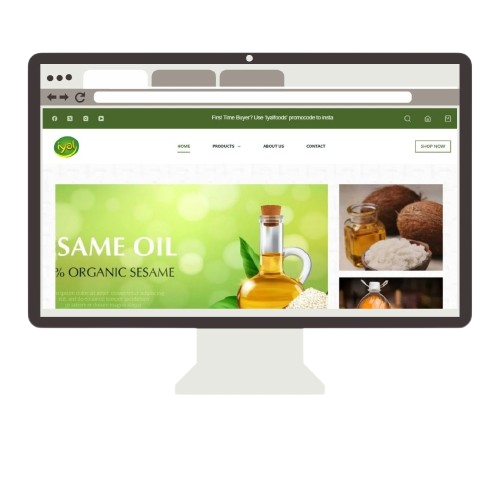 First Time Buyer? Use 'Iyalfoods' promocode to insta
iyal
HOME PRODUCTS ABOUT US CONTACT SHOP NOW
SAME OIL
% ORGANIC SESAME